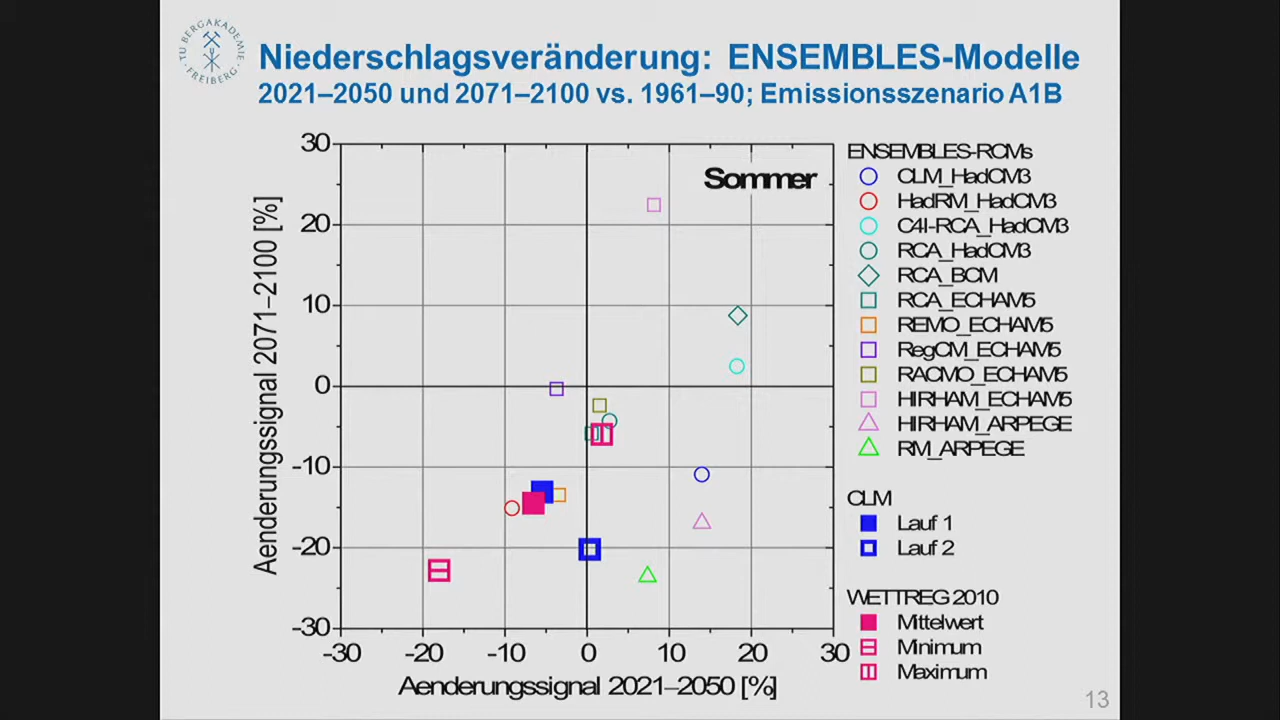 TU BERGAKADEMIE
· FREIBERG ·
Niederschlagsveränderung: ENSEMBLES-Modelle
2021–2050 und 2071–2100 vs. 1961–90; Emissionsszenario A1B
Sommer
30
20
10
0
-10
-20
-30
Aenderungssignal 2071–2100 [%]
-30
-20
-10
0
10
20
30
Aenderungssignal 2021–2050 [%]
ENSEMBLES-RCMs
CLM_HadCM3
HadRM_HadCM3
C4I-RCA_HadCM3
RCA_HadCM3
RCA_BCM
RCA_ECHAM5
REMO_ECHAM5
RegCM_ECHAM5
RACMO_ECHAM5
HIRHAM_ECHAM5
HIRHAM_ARPEGE
RM_ARPEGE
CLM
Lauf 1
Lauf 2
WETTREG 2010
Mittelwert
Minimum
Maximum
13